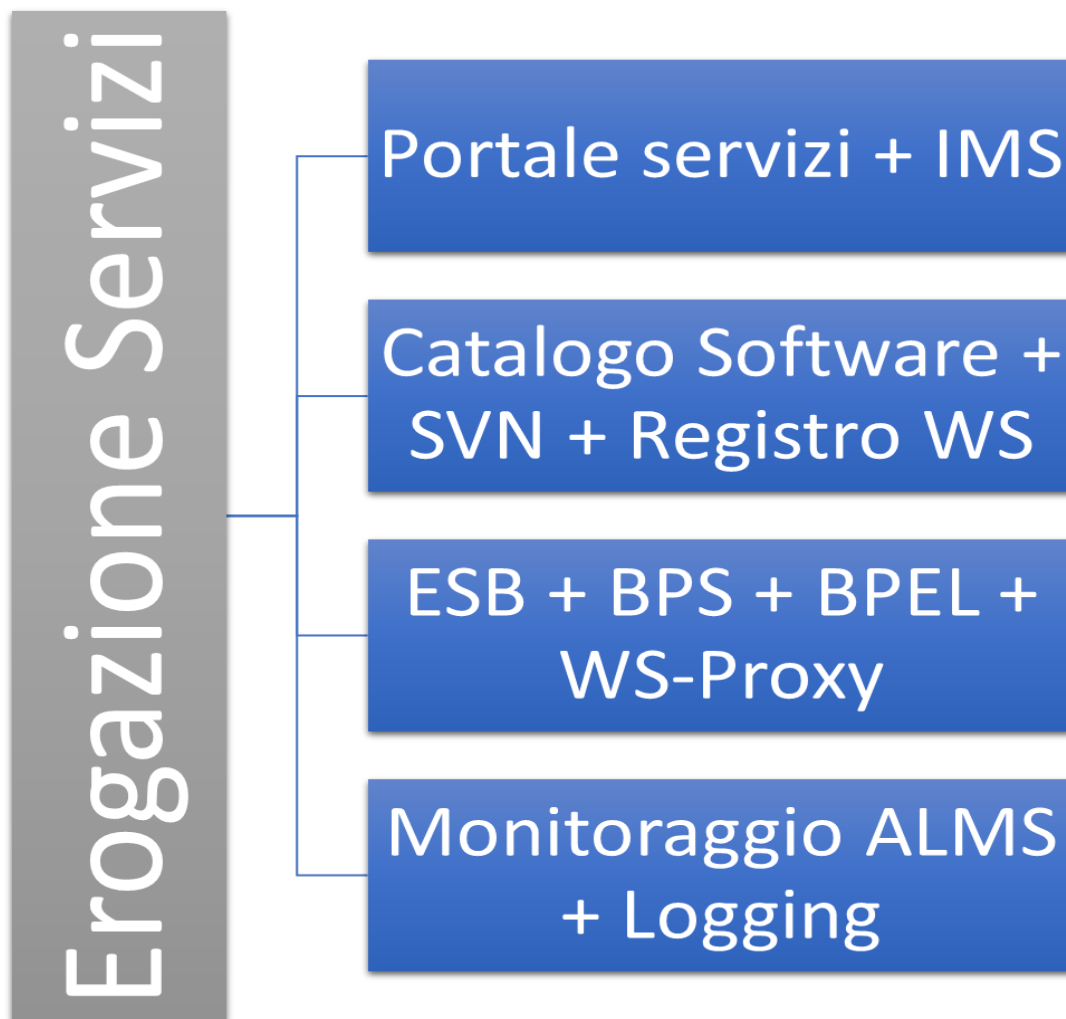 Erogazione Servizi
Portale servizi + IMS
Catalogo Software +
SVN + Registro WS
ESB + BPS + BPEL +
WS-Proxy
Monitoraggio ALMS
+ Logging